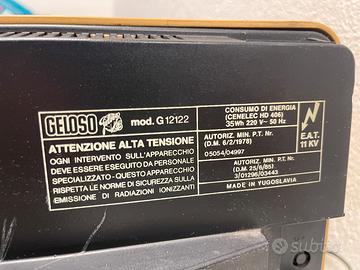 GELOSO mod. G 12122
ATTENZIONE ALTA TENSIONE
OGNI INTERVENTO SULL'APPARECCHIO
DEVE ESSERE ESEGUITO DA PERSONALE
SPECIALIZZATO - QUESTO APPARECCHIO
RISPETTA LE NORME DI SICUREZZA SULLA
EMISSIONE DI RADIAZIONI IONIZZANTI
CONSUMO DI ENERGIA
(CENELEC HD 406)
35Wh 220 V~ 50 Hz
AUTORIZ. MIN. P.T. Nr.
(D.M. 6/2/1978)
05054/04997
AUTORIZ. MIN. P.T. Nr.
(D.M. 25/6/85)
3/01296/03443
MADE IN YUGOSLAVIA
E.A.T.
11 KV
subito